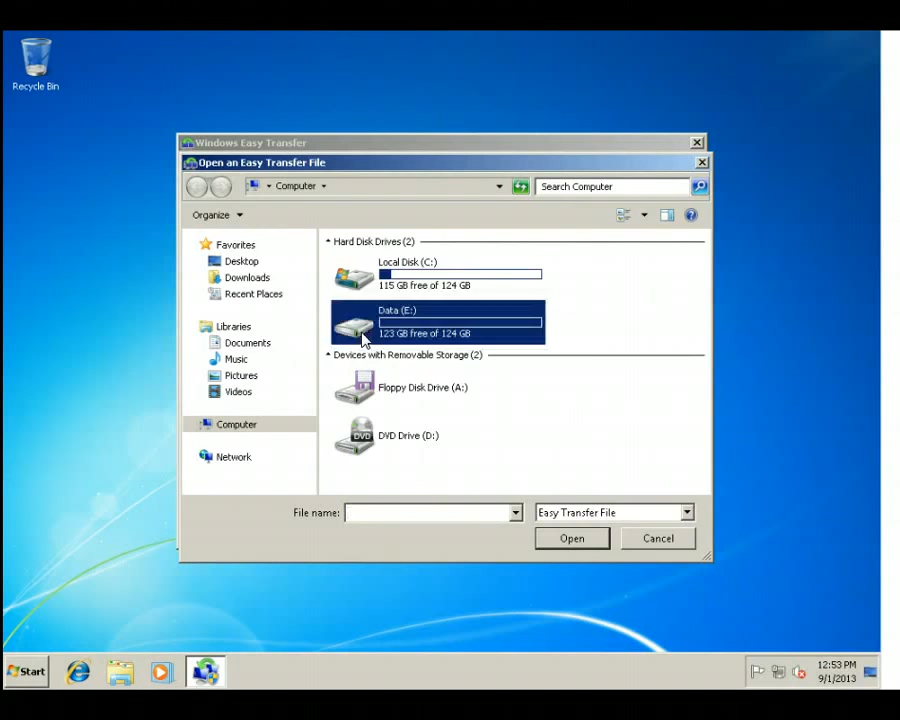 Recycle Bin
Windows Easy Transfer
Open an Easy Transfer File
Computer
Search Computer
Organize
Favorites
Desktop
Downloads
Recent Places
Libraries
Documents
Music
Pictures
Videos
Computer
Network
Hard Disk Drives (2)
Local Disk (C:)
115 GB free of 124 GB
Data (E:)
123 GB free of 124 GB
Devices with Removable Storage (2)
Floppy Disk Drive (A:)
DVD
DVD Drive (D:)
File name:
Easy Transfer File
Open
Cancel
Start
12:53 PM
9/1/2013